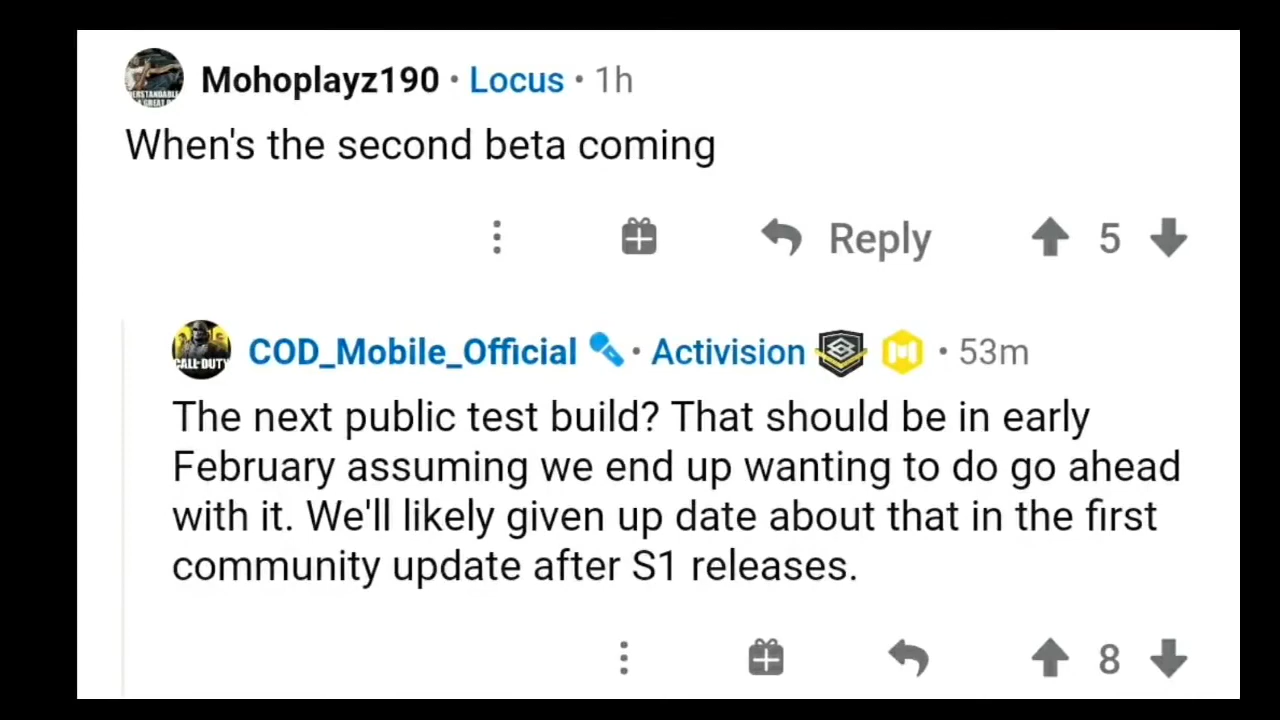 Mohoplayz190 • Locus • 1h
When's the second beta coming
Reply 5
COD_Mobile_Official • Activision • 53m
CALL DUTY
The next public test build? That should be in early
February assuming we end up wanting to do go ahead
with it. We'll likely given up date about that in the first
community update after S1 releases.
8